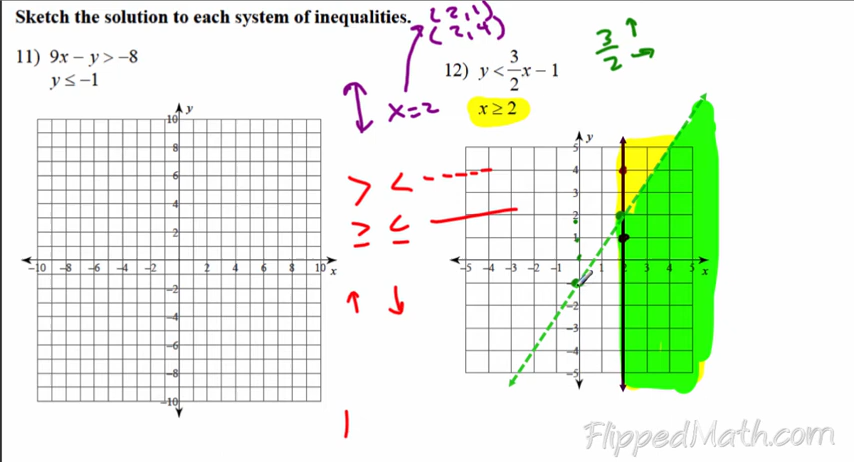 Sketch the solution to each system of inequalities.
(2,1)
(2,4)
3
2
11) 9x − y > −8
y ≤ −1
12) y < 3/2 x − 1
x ≥ 2
x=2
> <
≥ ≤
y
10
8
6
4
2
−10 −8 −6 −4 −2 2 4 6 8 10 x
−2
−4
−6
−8
−10
y
5
4
3
2
1
−5 −4 −3 −2 −1 1 2 3 4 5 x
−2
−3
−4
−5
FlippedMath.com